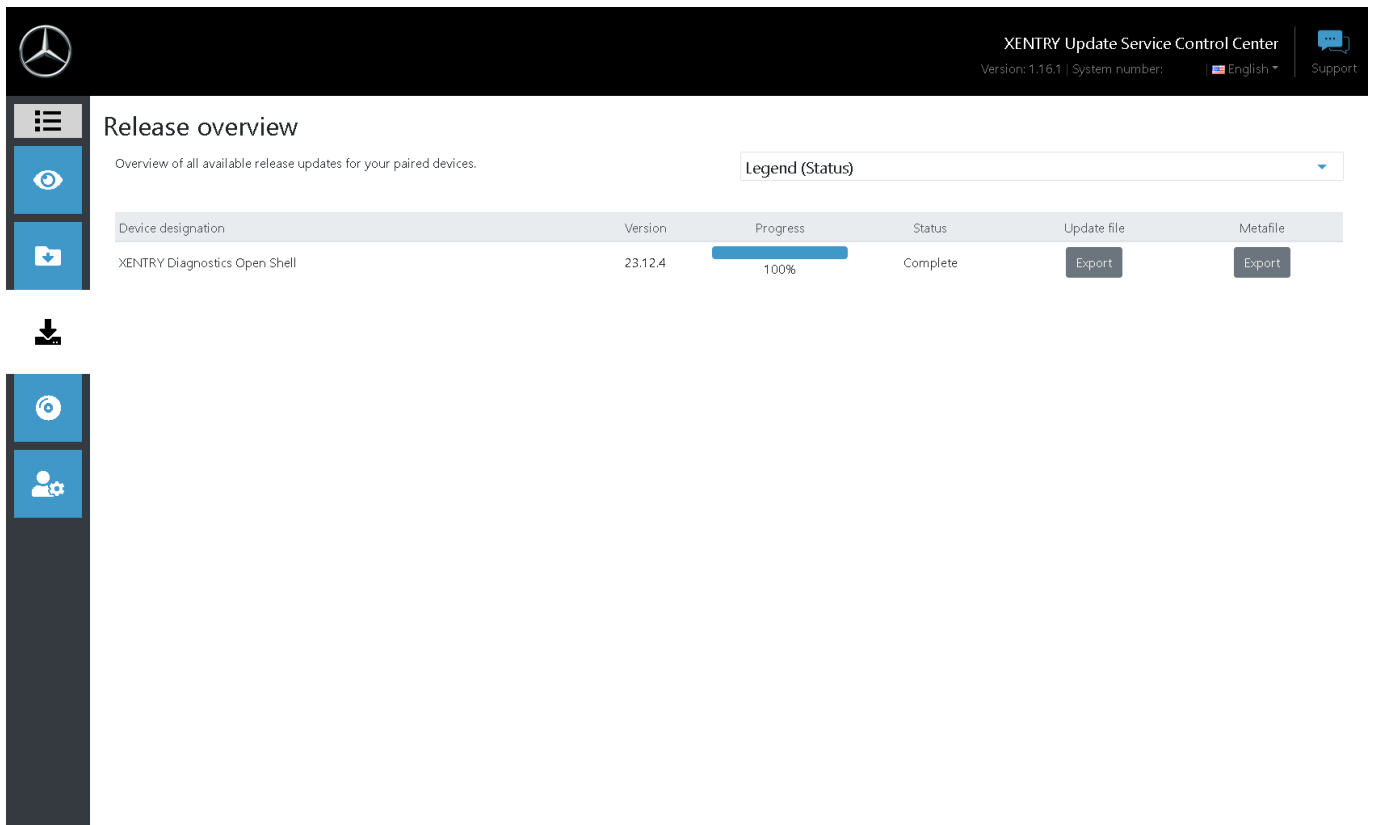 XENTRY Update Service Control Center
Version: 1.16.1 | System number: | English
Support
Release overview
Overview of all available release updates for your paired devices.
Legend (Status)
Device designation Version Progress Status Update file Metafile
XENTRY Diagnostics Open Shell 23.12.4 100% Complete Export Export